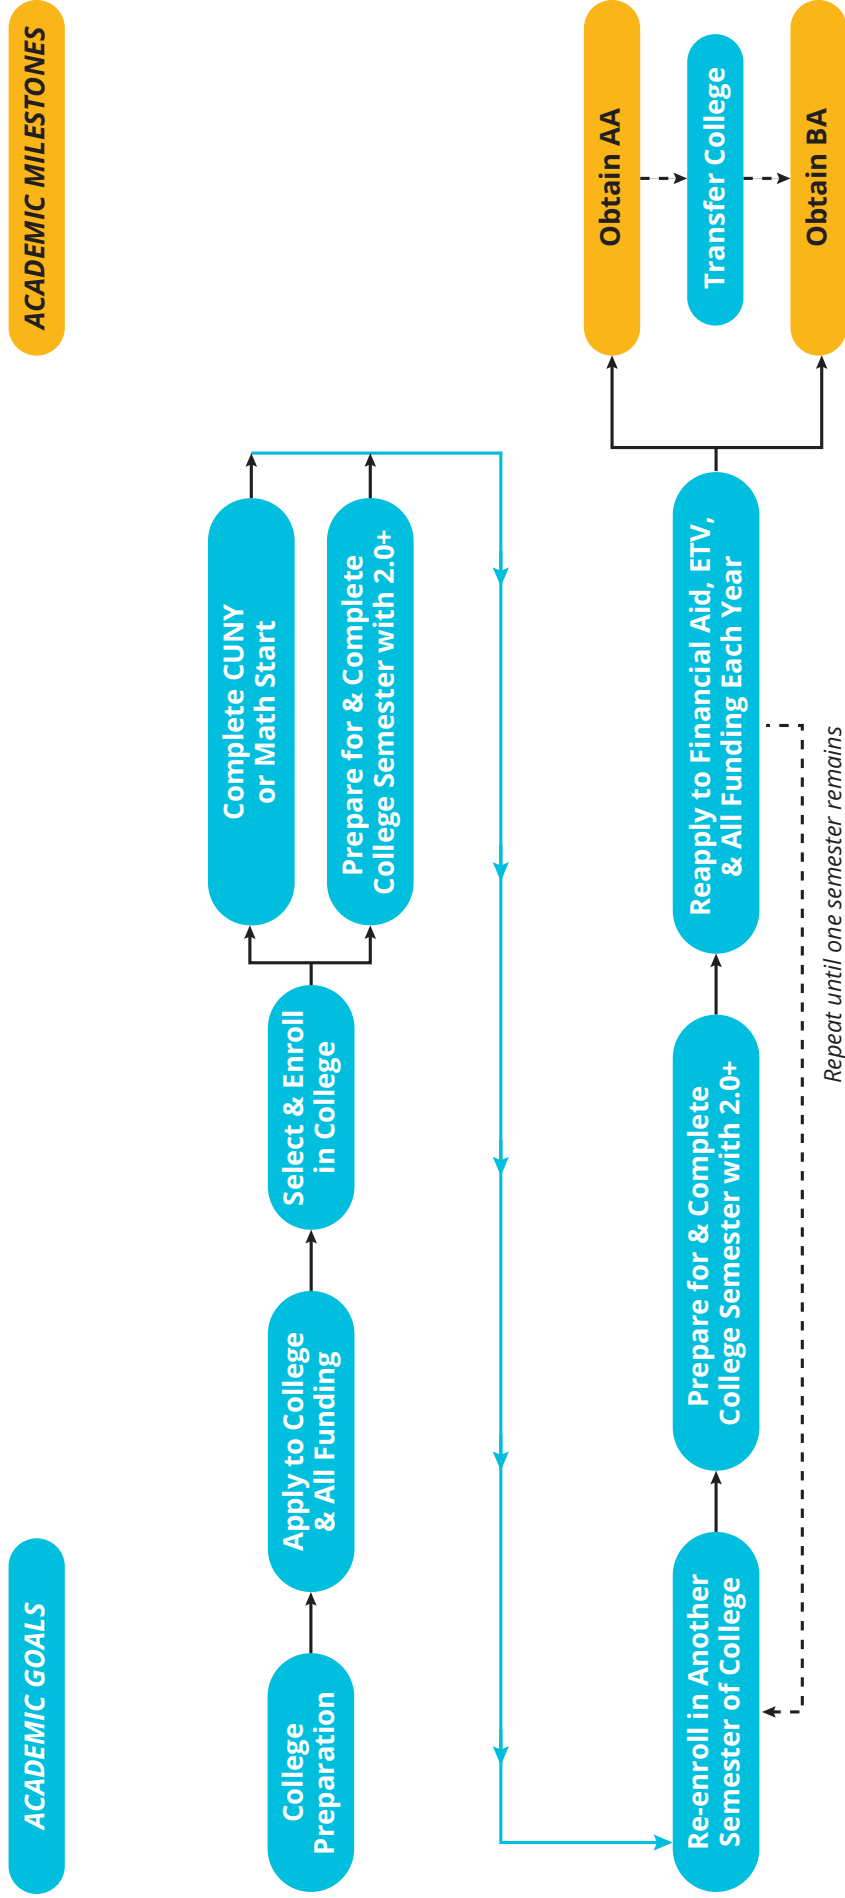 ACADEMIC GOALS
ACADEMIC MILESTONES
College
Preparation
Apply to College
& All Funding
Select & Enroll
in College
Complete CUNY
or Math Start
Prepare for & Complete
College Semester with 2.0+
Re-enroll in Another
Semester of College
Prepare for & Complete
College Semester with 2.0+
Reapply to Financial Aid, ETV,
& All Funding Each Year
Obtain AA
Transfer College
Obtain BA
Repeat until one semester remains